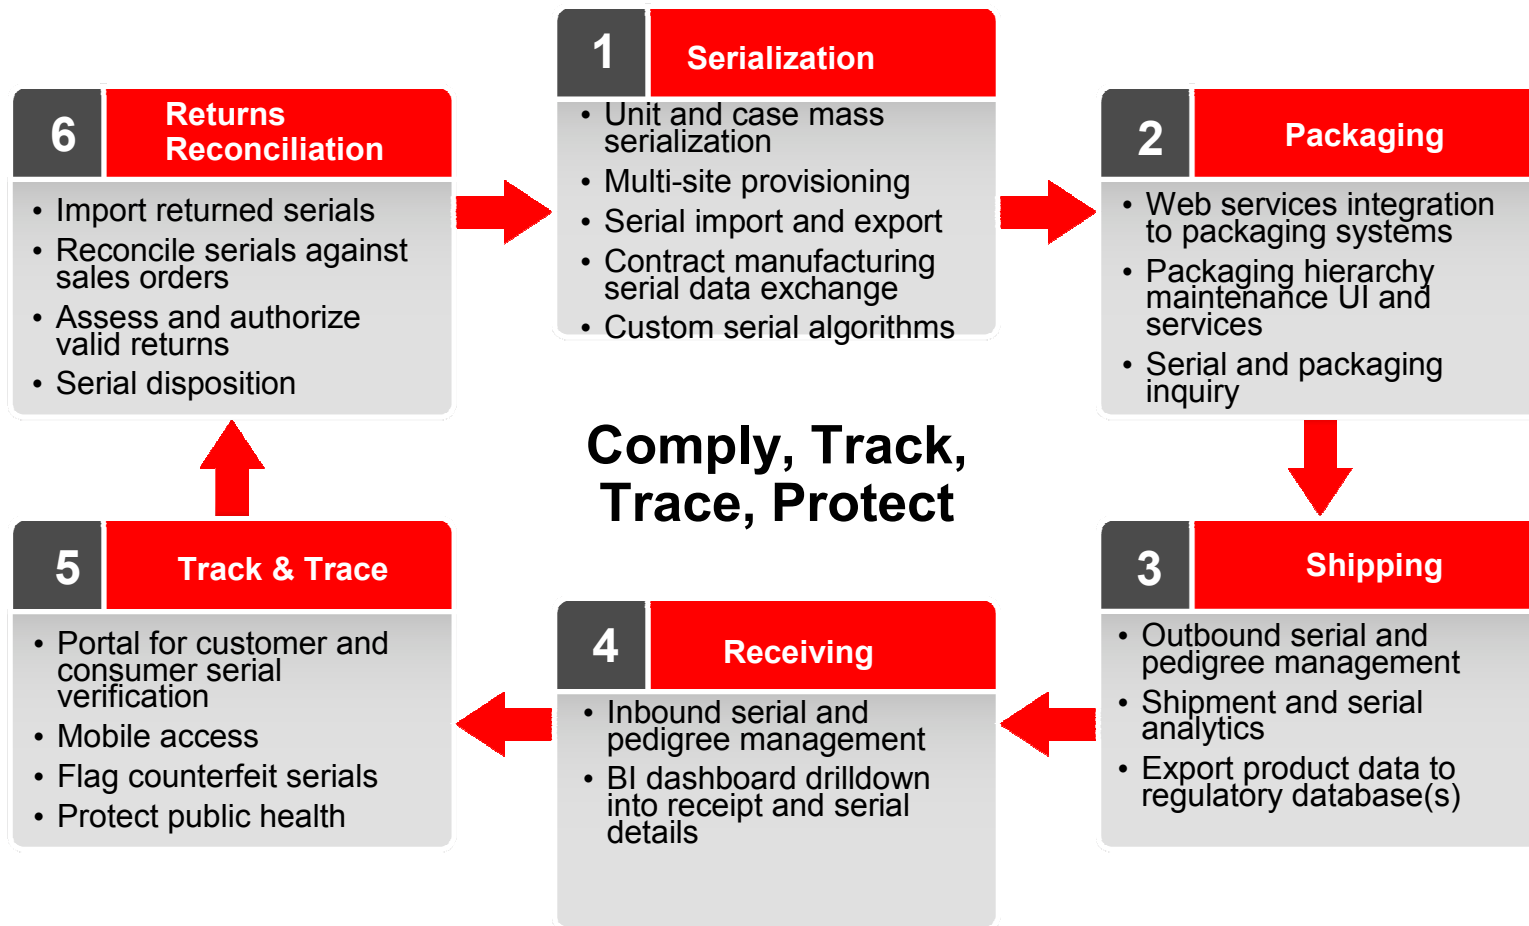 1
Serialization
• Unit and case mass
serialization
• Multi-site provisioning
• Serial import and export
• Contract manufacturing
serial data exchange
• Custom serial algorithms
2
Packaging
• Web services integration
to packaging systems
• Packaging hierarchy
maintenance UI and
services
• Serial and packaging
inquiry
3
Shipping
• Outbound serial and
pedigree management
• Shipment and serial
analytics
• Export product data to
regulatory database(s)
4
Receiving
• Inbound serial and
pedigree management
• BI dashboard drilldown
into receipt and serial
details
5
Track & Trace
• Portal for customer and
consumer serial
verification
• Mobile access
• Flag counterfeit serials
• Protect public health
6
Returns
Reconciliation
• Import returned serials
• Reconcile serials against
sales orders
• Assess and authorize
valid returns
• Serial disposition
Comply, Track,
Trace, Protect